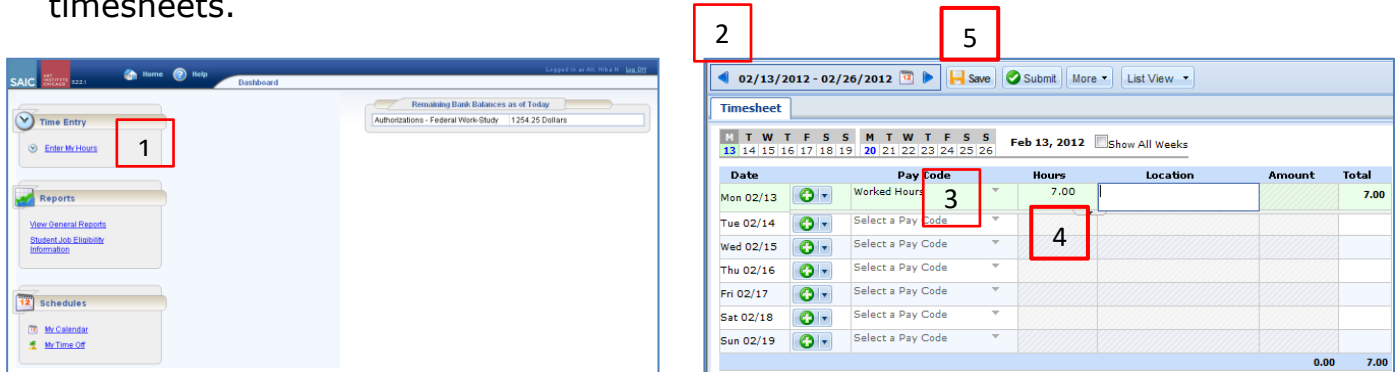 timesheets.
2
5
SAIC ART INSTITUTE CHICAGO 5.22.1 Home Help Dashboard Logged in as Ali, Hiba N Log Off
Remaining Bank Balances as of Today
Authorizations - Federal Work-Study 1254.25 Dollars
Time Entry
Enter My Hours
1
Reports
View General Reports
Student Job Eligibility
Information
Schedules
My Calendar
My Time Off
02/13/2012 - 02/26/2012 Save Submit More List View
Timesheet
M T W T F S S M T W T F S S
13 14 15 16 17 18 19 20 21 22 23 24 25 26 Feb 13, 2012 Show All Weeks
Date Pay Code Hours Location Amount Total
Mon 02/13 Worked Hours 7.00 7.00
3
Tue 02/14 Select a Pay Code
4
Wed 02/15 Select a Pay Code
Thu 02/16 Select a Pay Code
Fri 02/17 Select a Pay Code
Sat 02/18 Select a Pay Code
Sun 02/19 Select a Pay Code
0.00 7.00